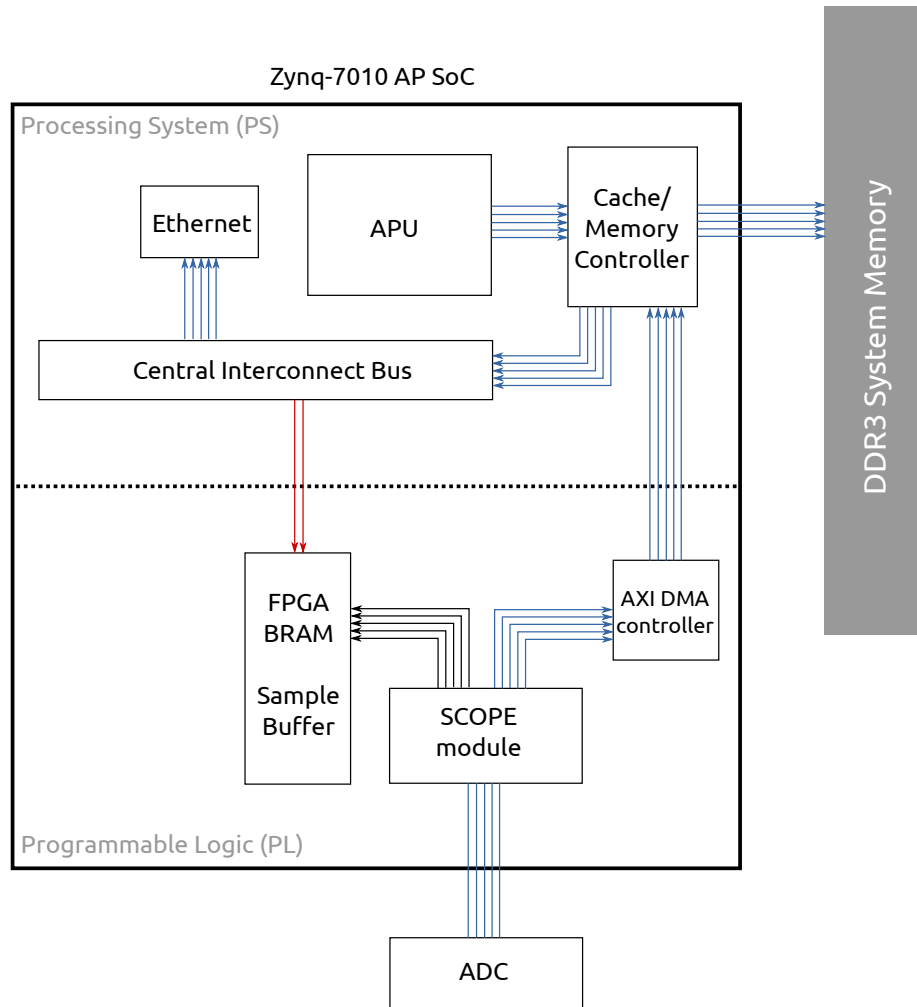 Zynq-7010 AP SoC
Processing System (PS)
Ethernet
APU
Cache/
Memory
Controller
DDR3 System Memory
Central Interconnect Bus
FPGA
BRAM
Sample
Buffer
AXI DMA
controller
SCOPE
module
Programmable Logic (PL)
ADC